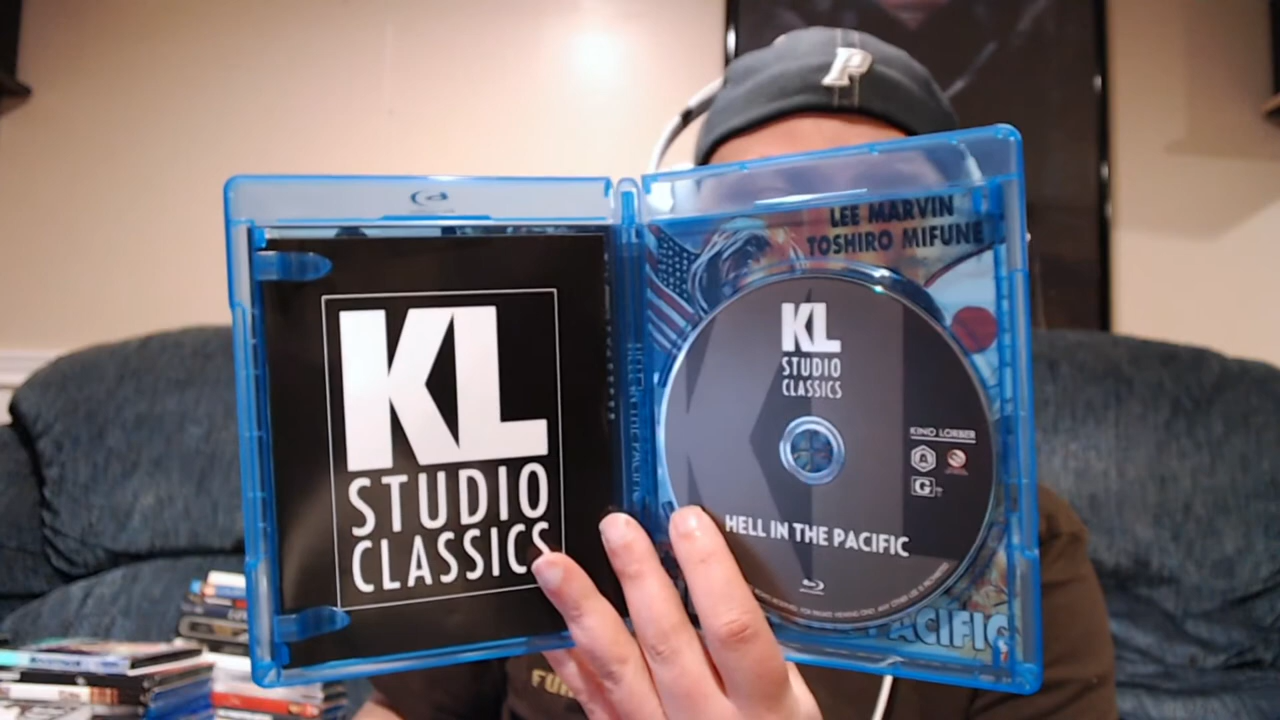 P
KL
STUDIO
CLASSICS
LEE MARVIN
TOSHIRO MIFUNE
KL
STUDIO
CLASSICS
KINO LORBER
A
G
HELL IN THE PACIFIC
PACIFIC